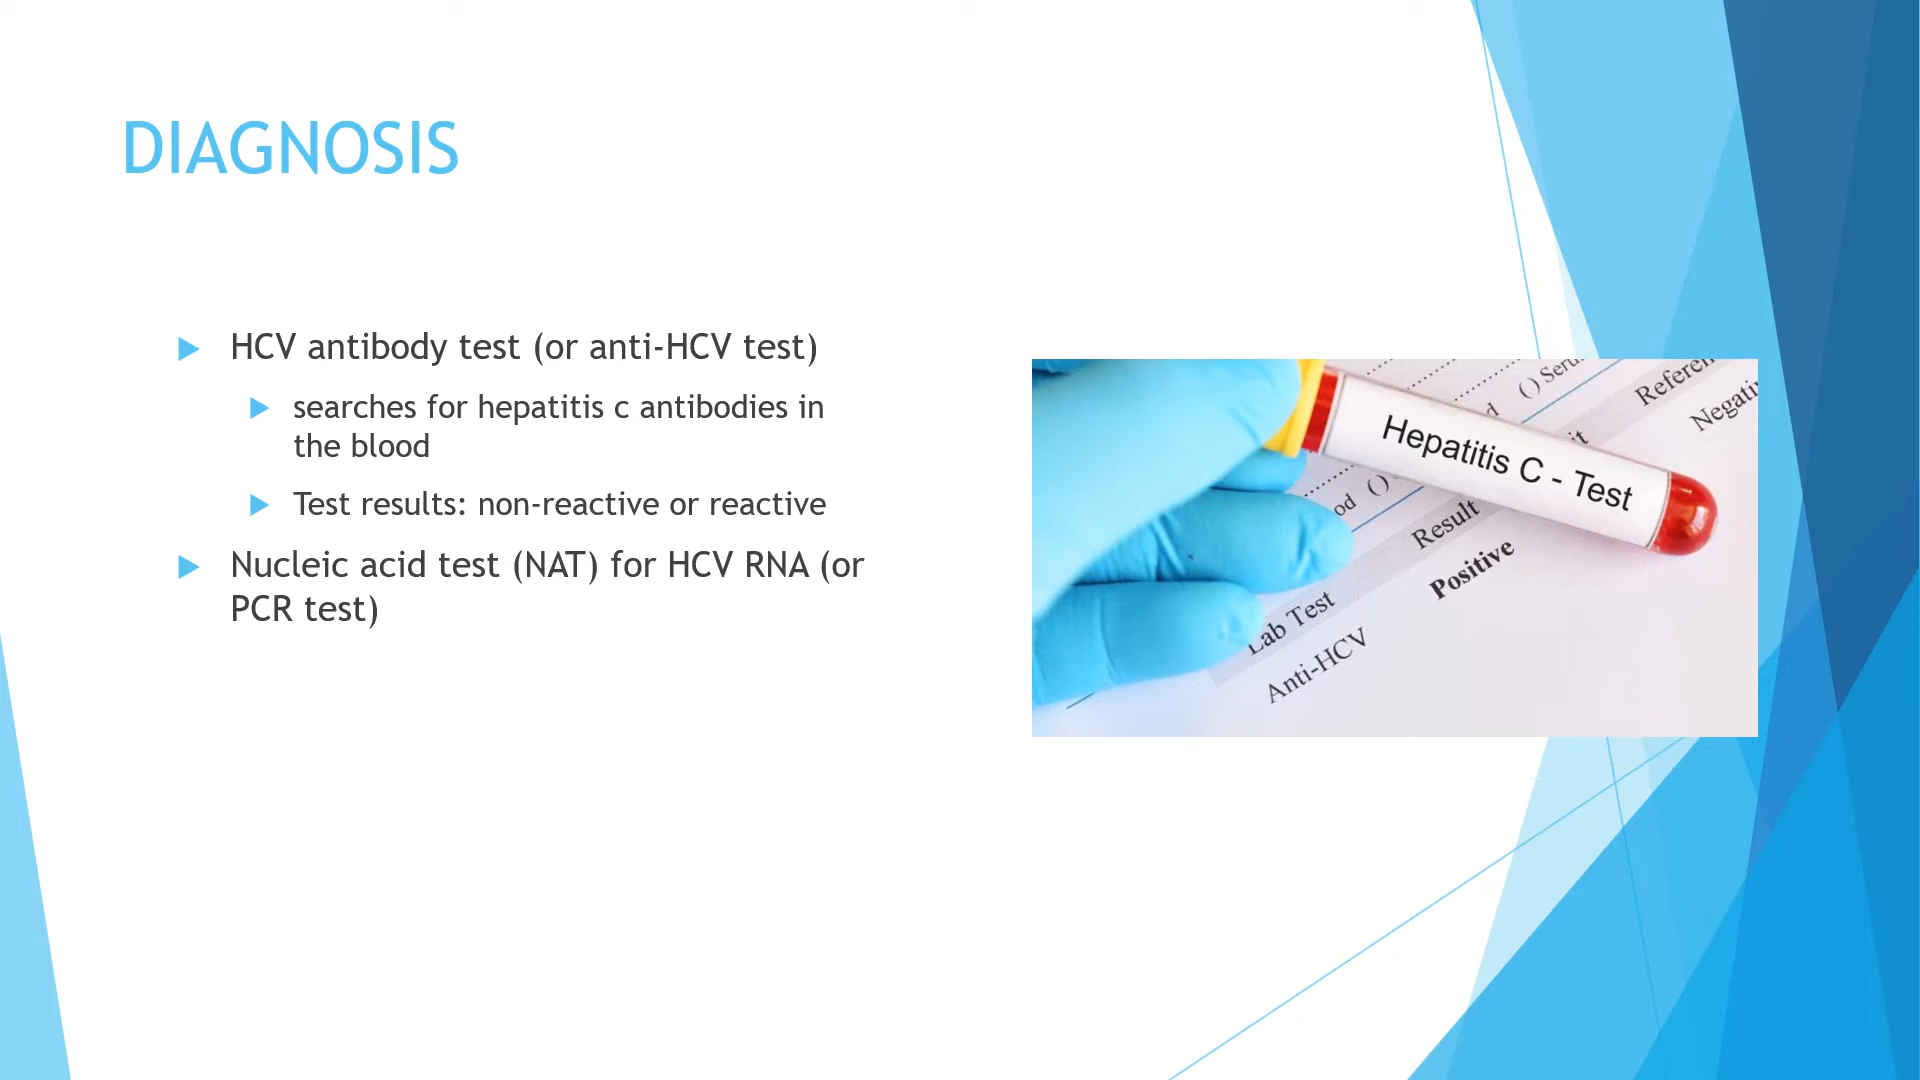 DIAGNOSIS
HCV antibody test (or anti-HCV test)
searches for hepatitis c antibodies in
the blood
Test results: non-reactive or reactive
Nucleic acid test (NAT) for HCV RNA (or
PCR test)
Hepatitis C - Test
Result
Positive
Lab Test
Anti-HCV